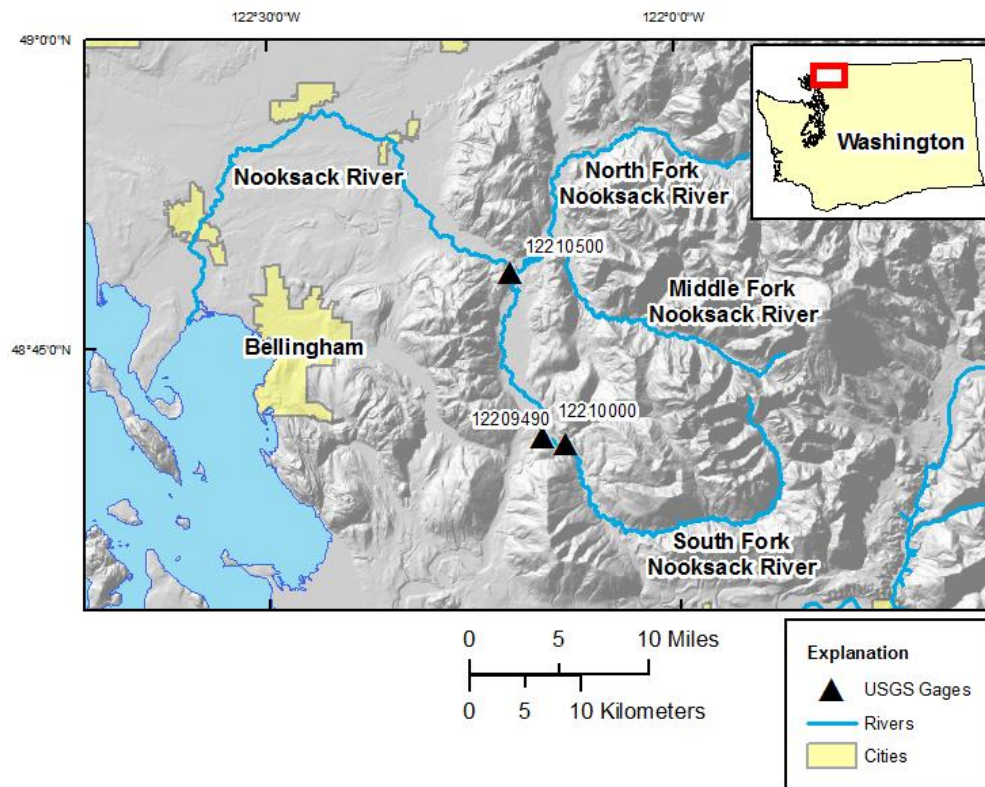 122°30'0"W
122°0'0"W
49°0'0"N
Washington
Nooksack River
North Fork
Nooksack River
12210500
Middle Fork
Nooksack River
48°45'0"N
Bellingham
12209490
12210000
South Fork
Nooksack River
0 5 10 Miles
0 5 10 Kilometers
Explanation
USGS Gages
Rivers
Cities